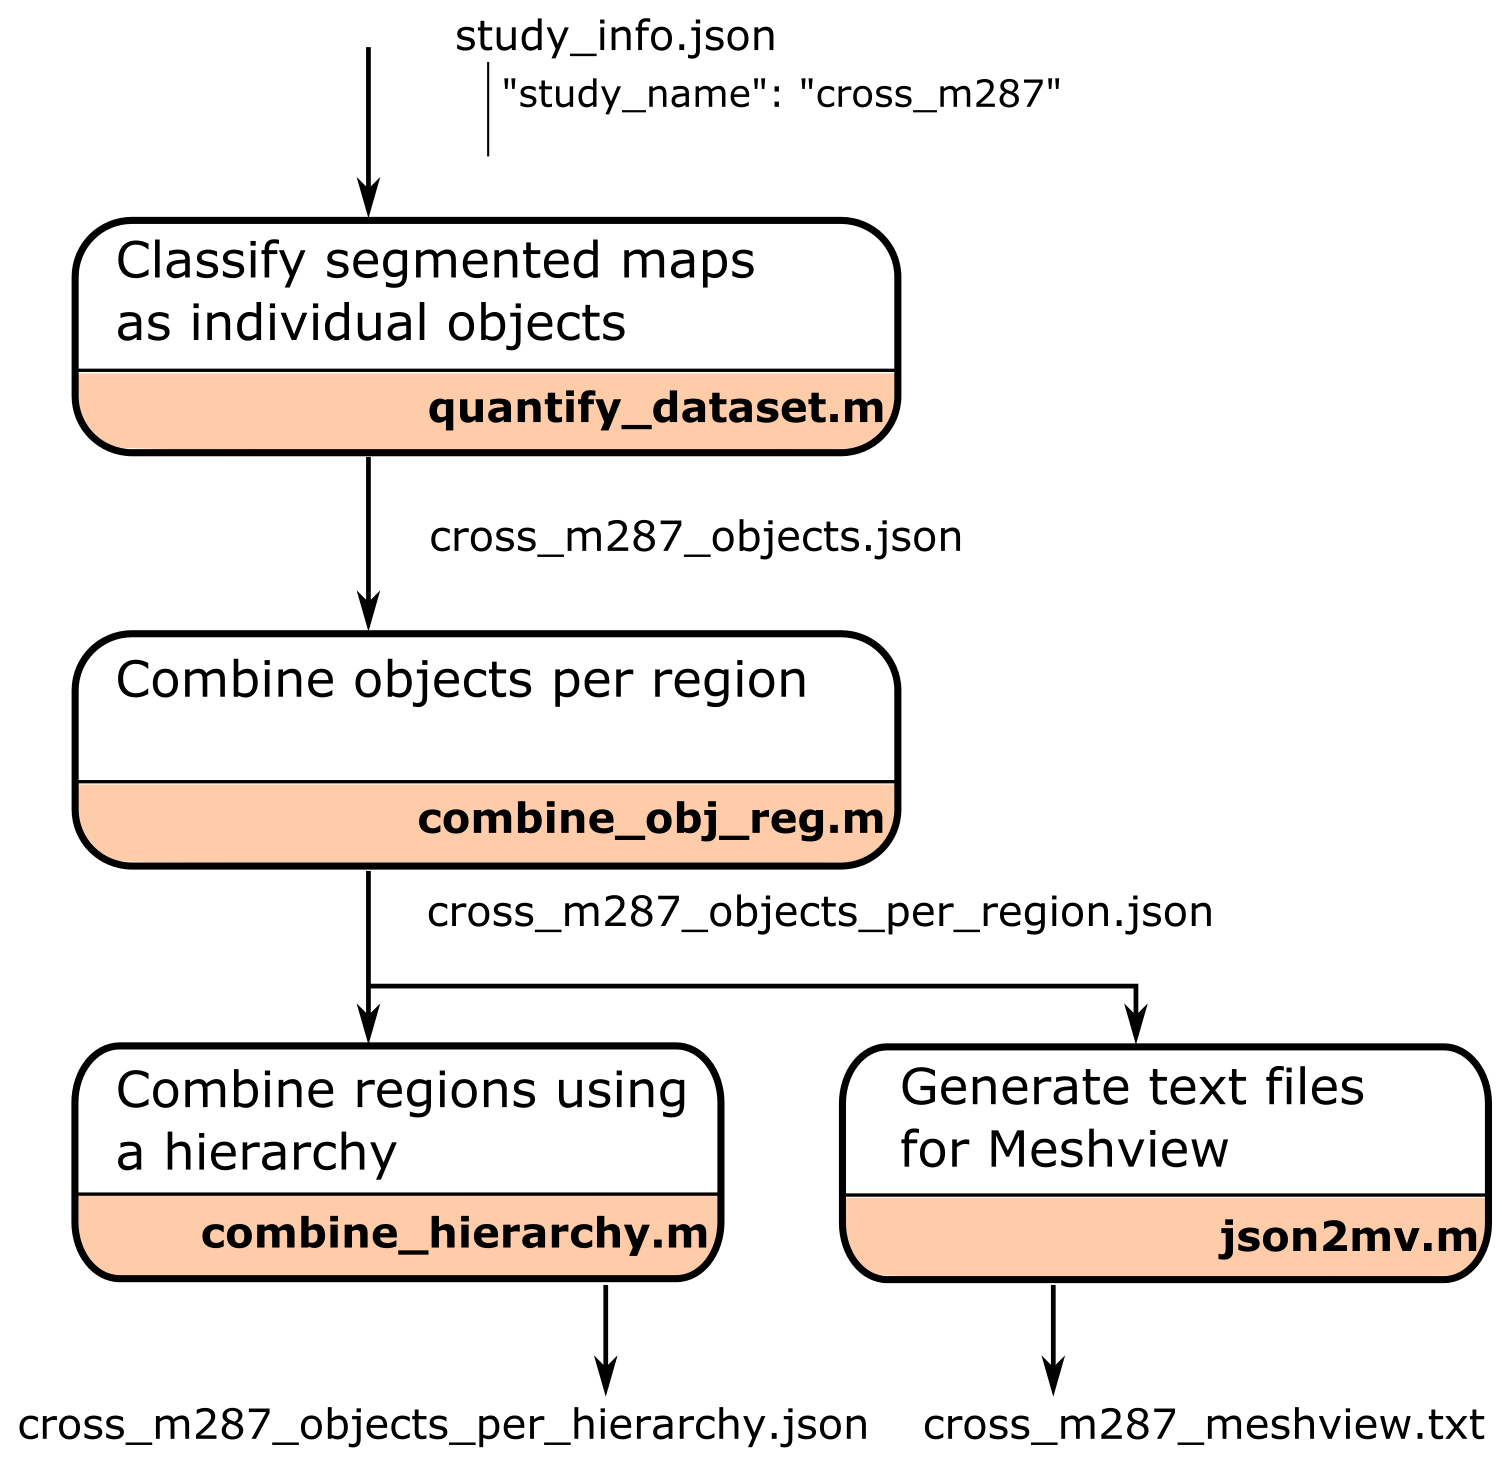 study_info.json
"study_name": "cross_m287"
Classify segmented maps
as individual objects
quantify_dataset.m
cross_m287_objects.json
Combine objects per region
combine_obj_reg.m
cross_m287_objects_per_region.json
Combine regions using
a hierarchy
combine_hierarchy.m
Generate text files
for Meshview
json2mv.m
cross_m287_objects_per_hierarchy.json
cross_m287_meshview.txt